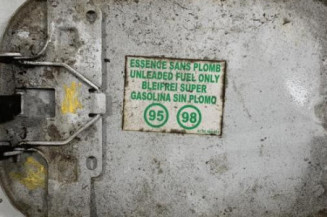 ESSENCE SANS PLOMB
UNLEADED FUEL ONLY
BLEIFREI SUPER
GASOLINA SIN PLOMO
95 98